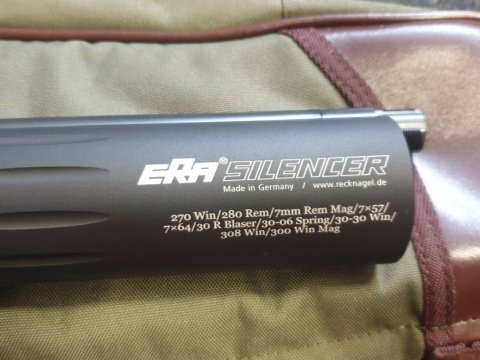 ERA® SILENCER
Made in Germany / www.recknagel.de
270 Win/280 Rem/7mm Rem Mag/7×57/
7×64/30 R Blaser/30-06 Spring/30-30 Win/
308 Win/300 Win Mag